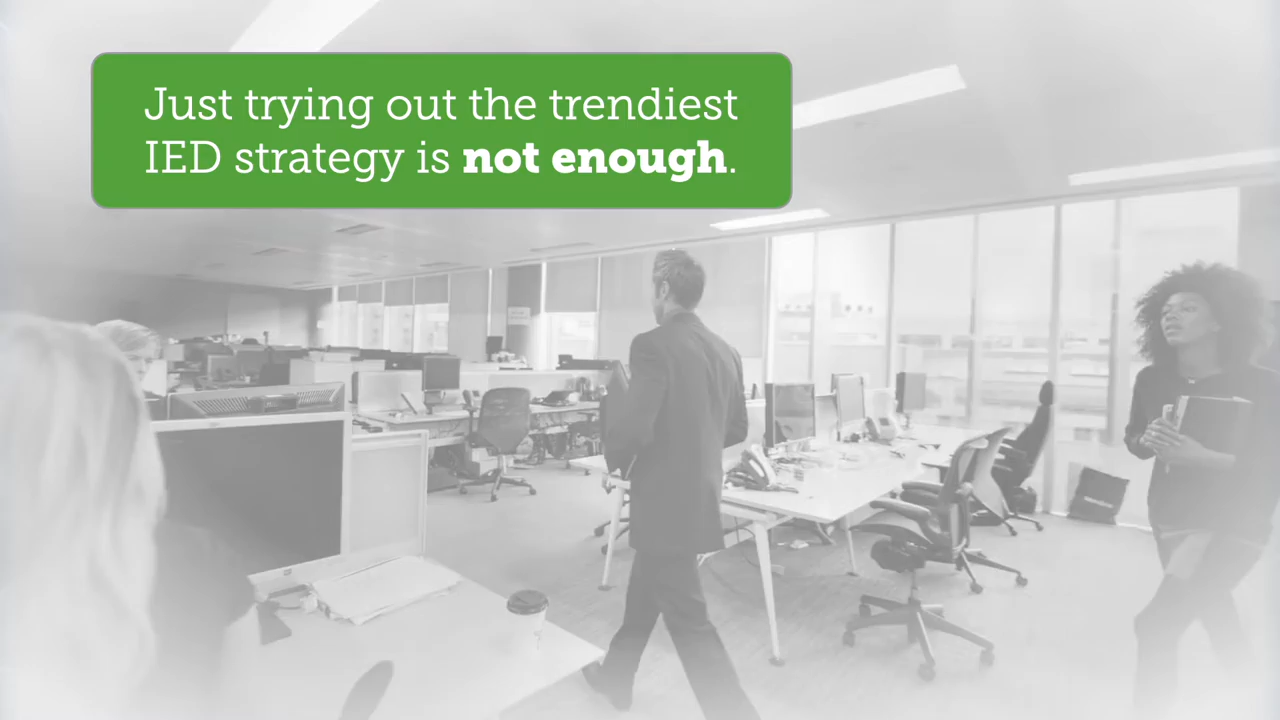 Just trying out the trendiest
IED strategy is not enough.